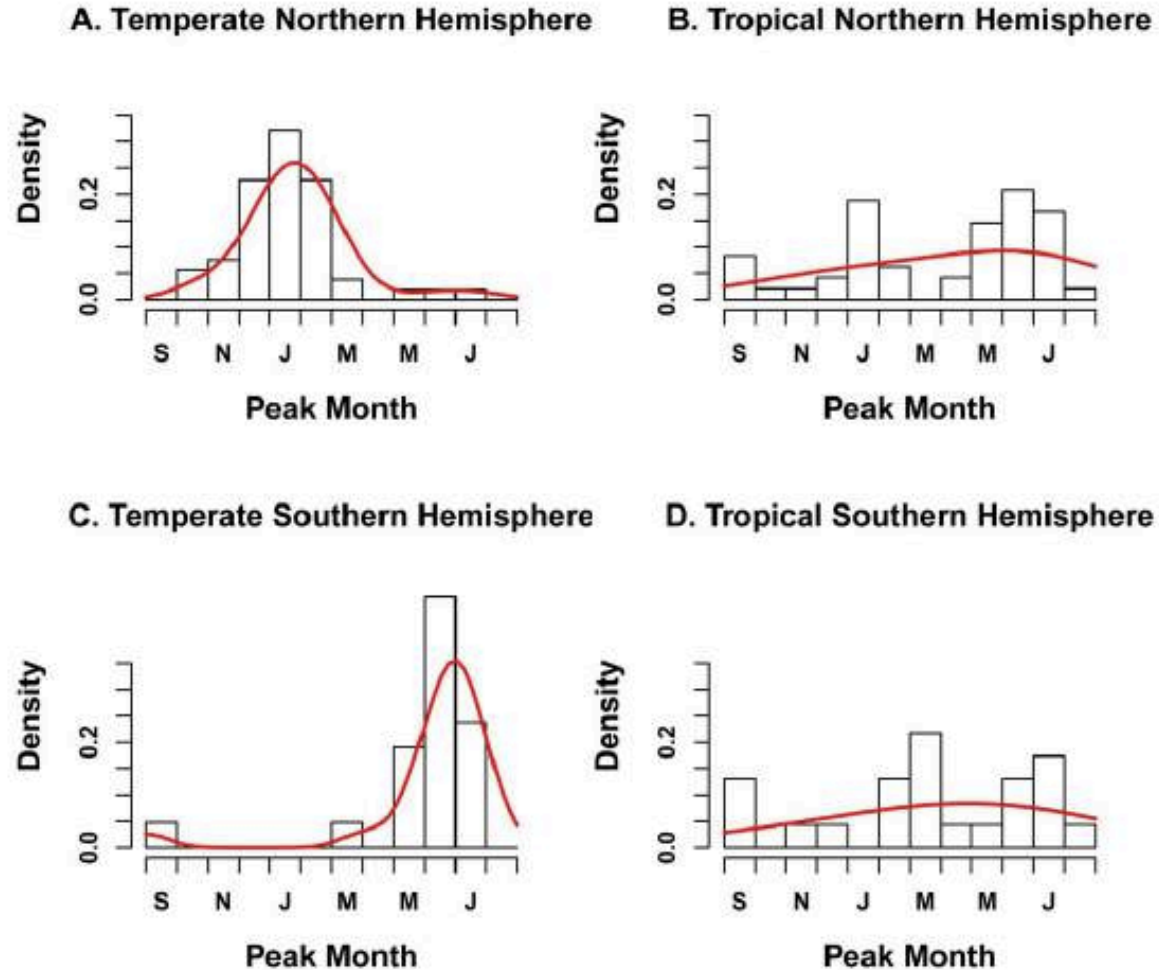 A. Temperate Northern Hemisphere
Density
0.2
0.0
S N J M M J
Peak Month
B. Tropical Northern Hemisphere
Density
0.2
0.0
S N J M M J
Peak Month
C. Temperate Southern Hemisphere
Density
0.2
0.0
S N J M M J
Peak Month
D. Tropical Southern Hemisphere
Density
0.2
0.0
S N J M M J
Peak Month